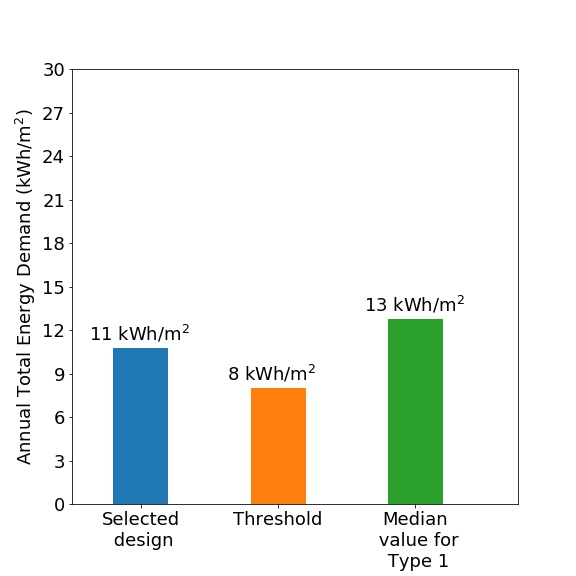 30
27
24
21
18
15
12
9
6
3
0
Annual Total Energy Demand (kWh/m²)
11 kWh/m²
8 kWh/m²
13 kWh/m²
Selected
design
Threshold
Median
value for
Type 1